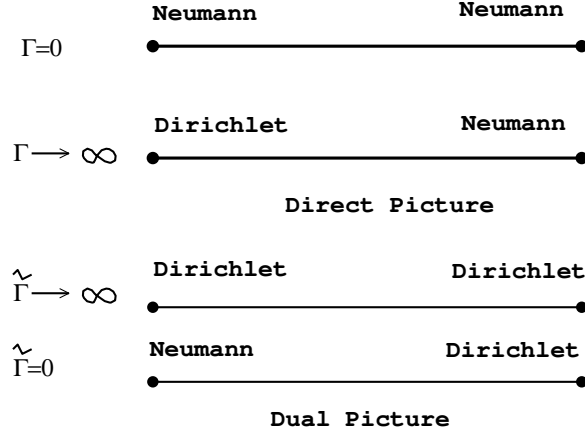 Neumann Neumann
Γ=0
Dirichlet Neumann
Γ → ∞
Direct Picture
Dirichlet Dirichlet
Γ̃ → ∞
Neumann Dirichlet
Γ̃=0
Dual Picture